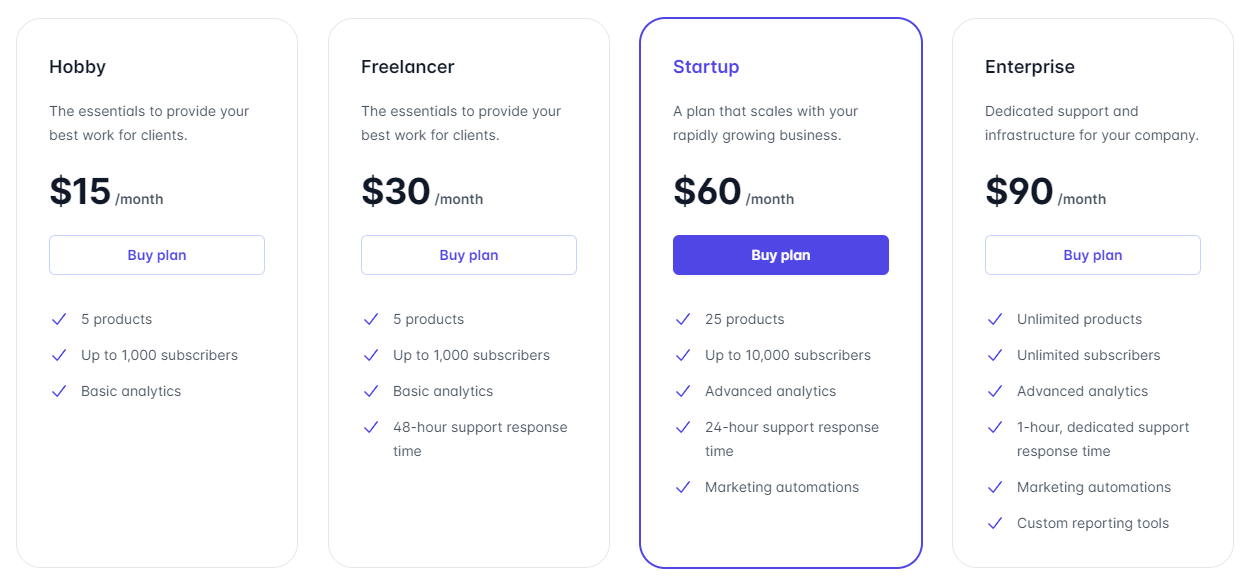 Hobby
The essentials to provide your
best work for clients.
$15 /month
Buy plan
5 products
Up to 1,000 subscribers
Basic analytics
Freelancer
The essentials to provide your
best work for clients.
$30 /month
Buy plan
5 products
Up to 1,000 subscribers
Basic analytics
48-hour support response
time
Startup
A plan that scales with your
rapidly growing business.
$60 /month
Buy plan
25 products
Up to 10,000 subscribers
Advanced analytics
24-hour support response
time
Marketing automations
Enterprise
Dedicated support and
infrastructure for your company.
$90 /month
Buy plan
Unlimited products
Unlimited subscribers
Advanced analytics
1-hour, dedicated support
response time
Marketing automations
Custom reporting tools